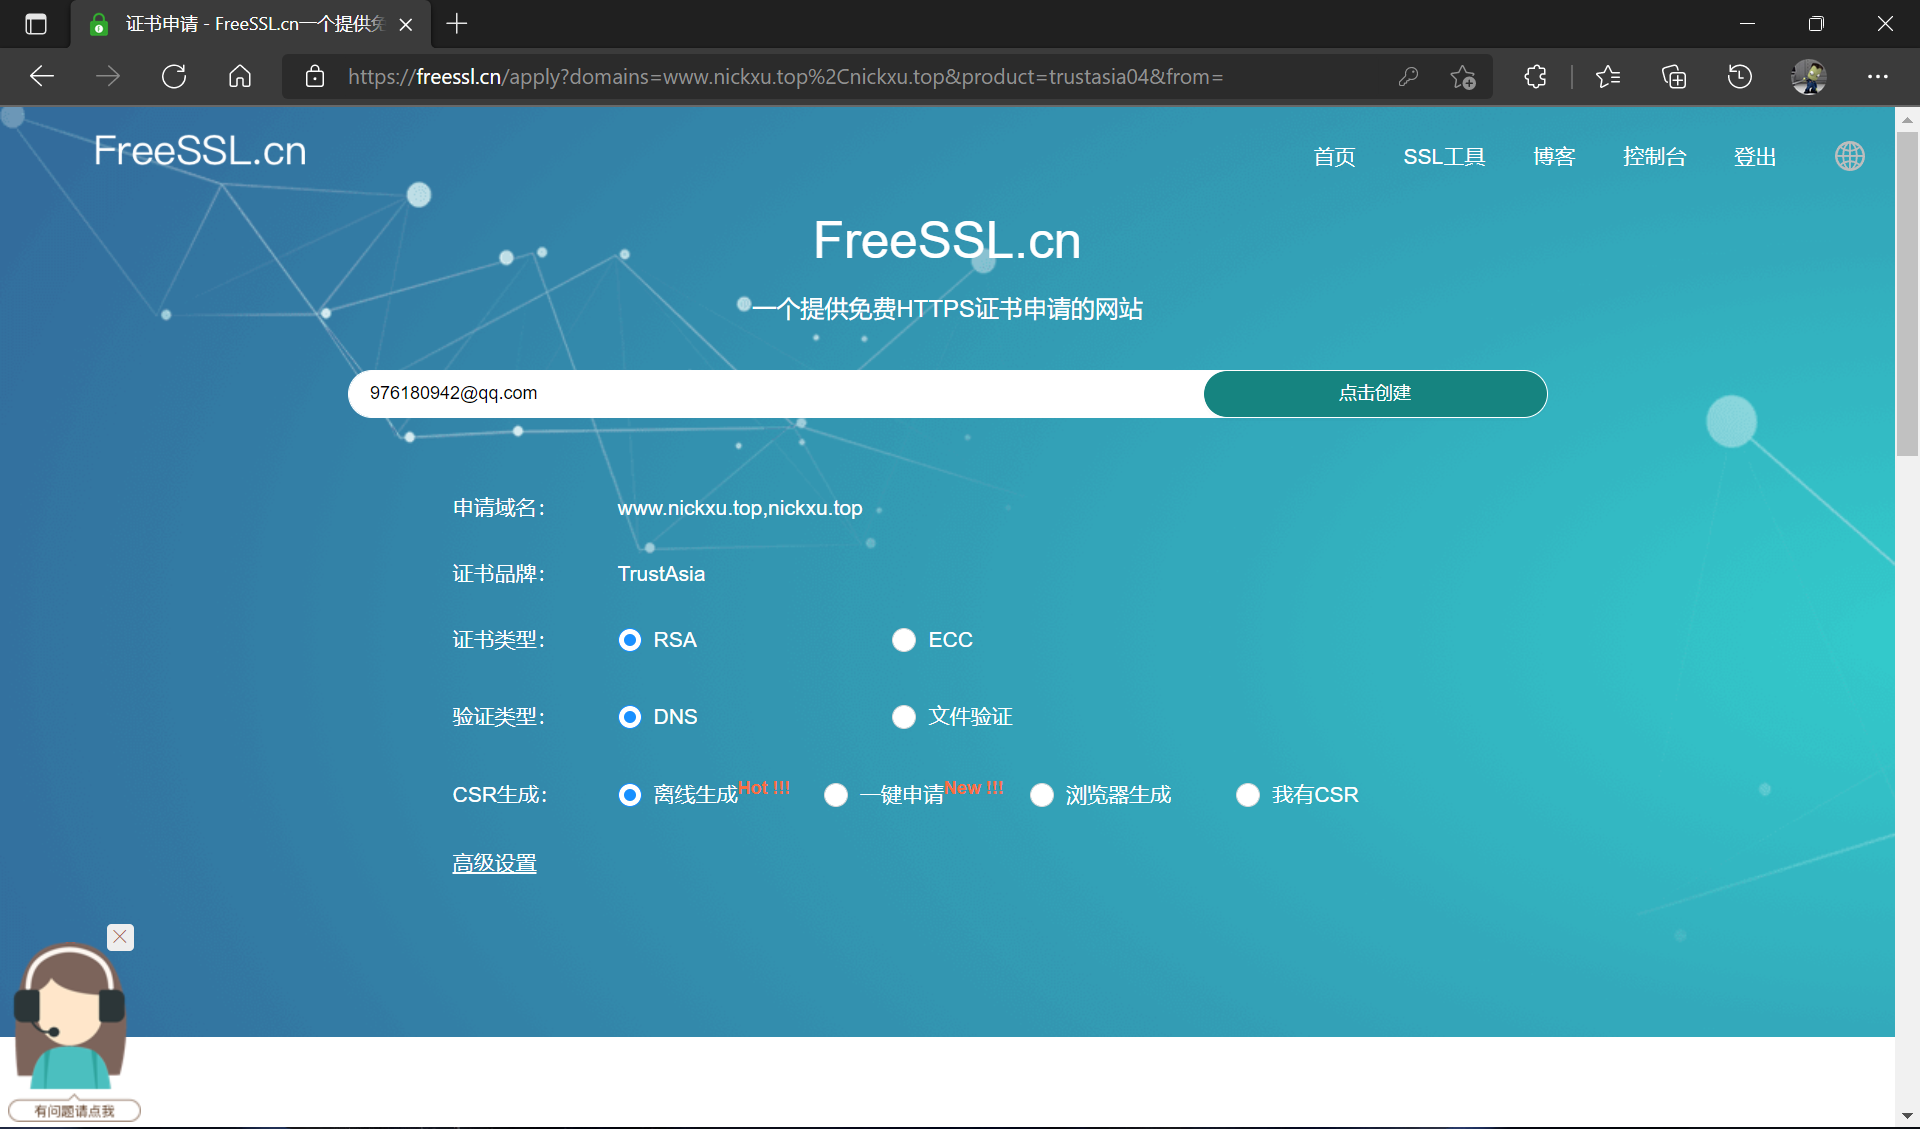 证书申请 - FreeSSL.cn一个提供免
https://freessl.cn/apply?domains=www.nickxu.top%2Cnickxu.top&product=trustasia04&from=
FreeSSL.cn
首页 SSL工具 博客 控制台 登出
FreeSSL.cn
一个提供免费HTTPS证书申请的网站
976180942@qq.com 点击创建
申请域名： www.nickxu.top,nickxu.top
证书品牌： TrustAsia
证书类型： RSA ECC
验证类型： DNS 文件验证
CSR生成： 离线生成Hot !!! 一键申请New !!! 浏览器生成 我有CSR
高级设置
有问题请点我